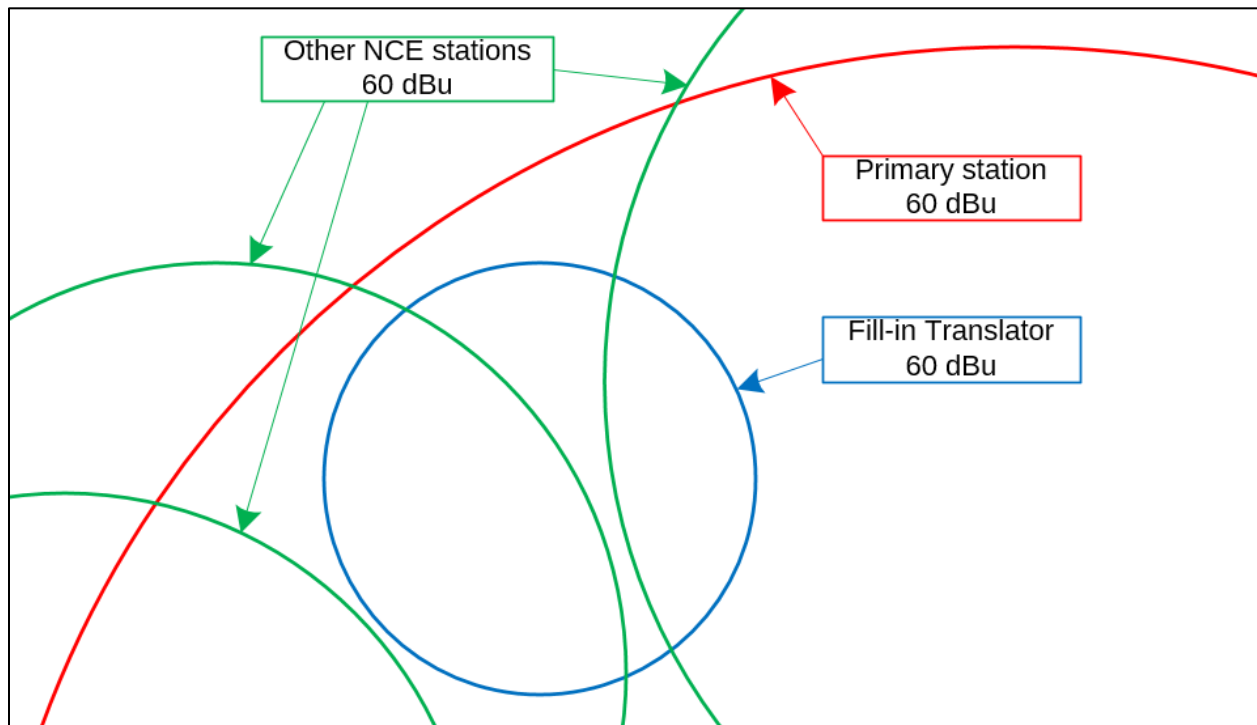 Other NCE stations
60 dBu
Primary station
60 dBu
Fill-in Translator
60 dBu